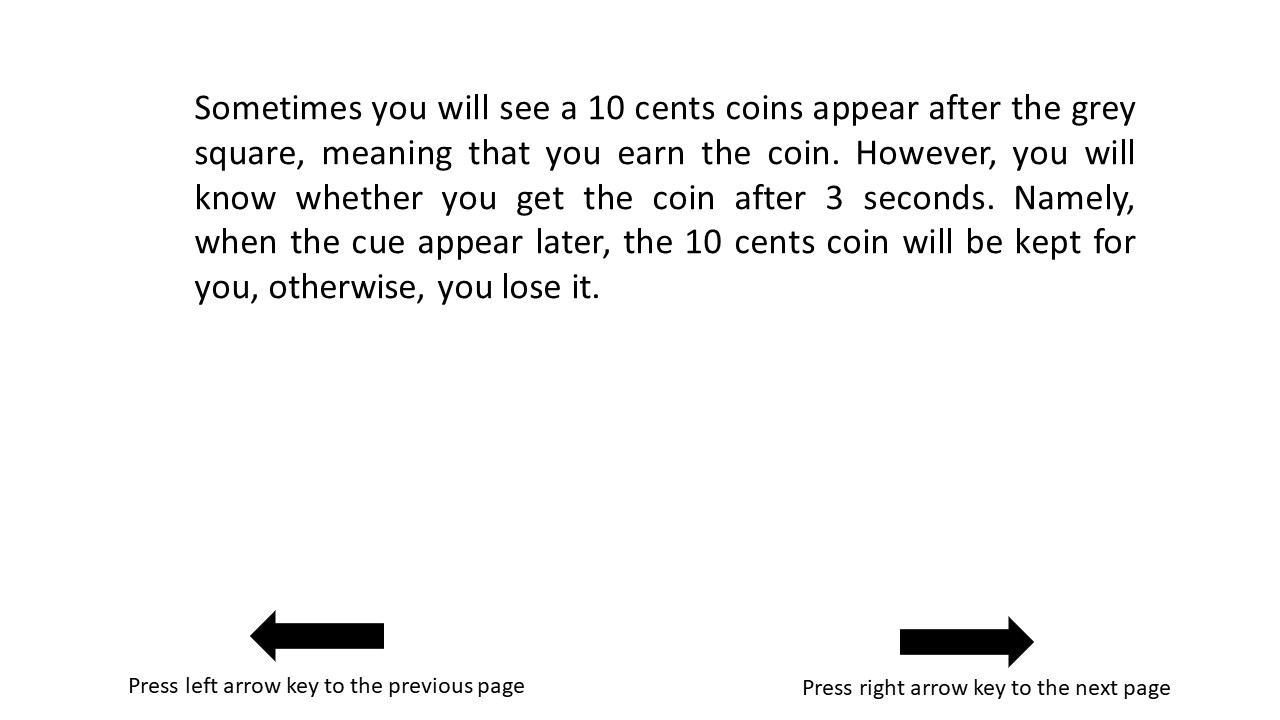 Sometimes you will see a 10 cents coins appear after the grey
square, meaning that you earn the coin. However, you will
know whether you get the coin after 3 seconds. Namely,
when the cue appear later, the 10 cents coin will be kept for
you, otherwise, you lose it.
Press left arrow key to the previous page
Press right arrow key to the next page